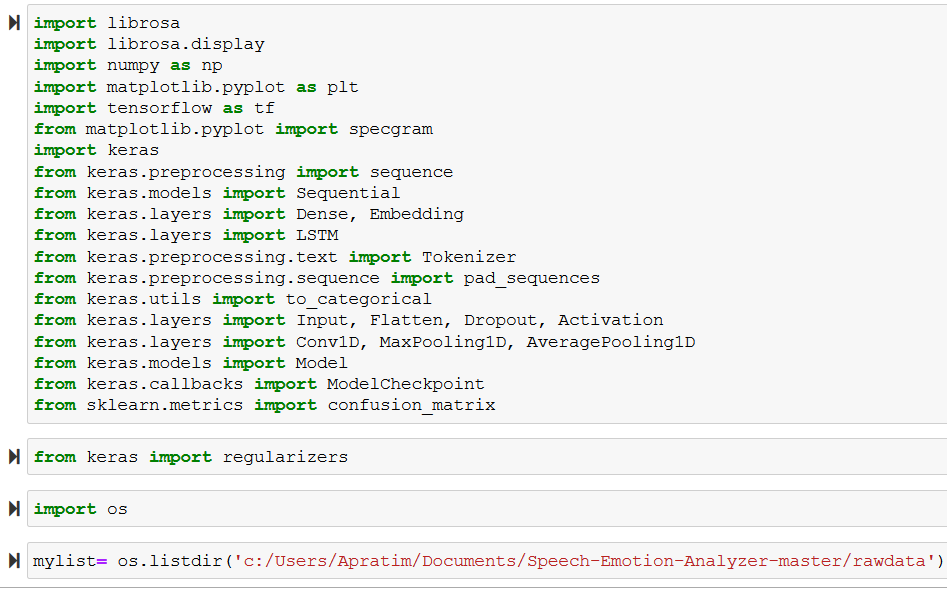 import librosa
import librosa.display
import numpy as np
import matplotlib.pyplot as plt
import tensorflow as tf
from matplotlib.pyplot import specgram
import keras
from keras.preprocessing import sequence
from keras.models import Sequential
from keras.layers import Dense, Embedding
from keras.layers import LSTM
from keras.preprocessing.text import Tokenizer
from keras.preprocessing.sequence import pad_sequences
from keras.utils import to_categorical
from keras.layers import Input, Flatten, Dropout, Activation
from keras.layers import Conv1D, MaxPooling1D, AveragePooling1D
from keras.models import Model
from keras.callbacks import ModelCheckpoint
from sklearn.metrics import confusion_matrix
from keras import regularizers
import os
mylist= os.listdir('c:/Users/Apratim/Documents/Speech-Emotion-Analyzer-master/rawdata')